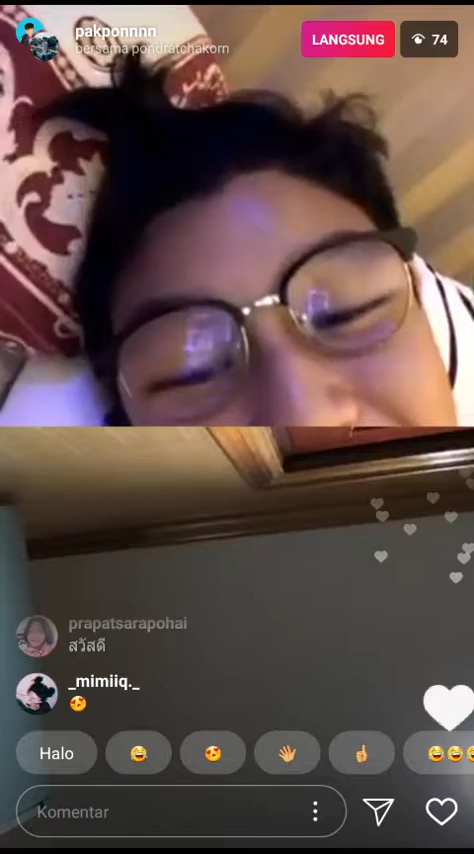 pakponnnn
bersama pondratchakorn
LANGSUNG
74
prapatsarapohai
สวัสดี
_mimiiq._
😍
Halo 😂 😍 👋🏼 ☝🏼 😂😂😂
Komentar